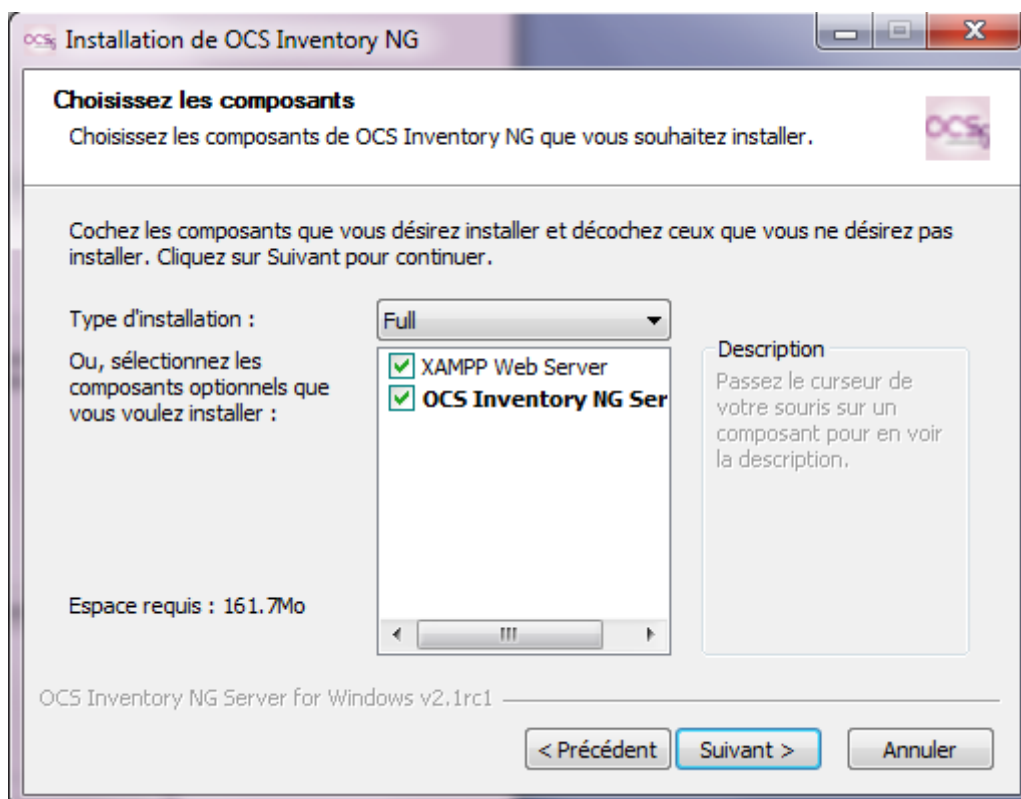 OCSng Installation de OCS Inventory NG
Choisissez les composants
Choisissez les composants de OCS Inventory NG que vous souhaitez installer.
OCSng
Cochez les composants que vous désirez installer et décochez ceux que vous ne désirez pas
installer. Cliquez sur Suivant pour continuer.
Type d'installation :
Full
Ou, sélectionnez les
composants optionnels que
vous voulez installer :
XAMPP Web Server
OCS Inventory NG Ser
Description
Passez le curseur de
votre souris sur un
composant pour en voir
la description.
Espace requis : 161.7Mo
OCS Inventory NG Server for Windows v2.1rc1
< Précédent
Suivant >
Annuler